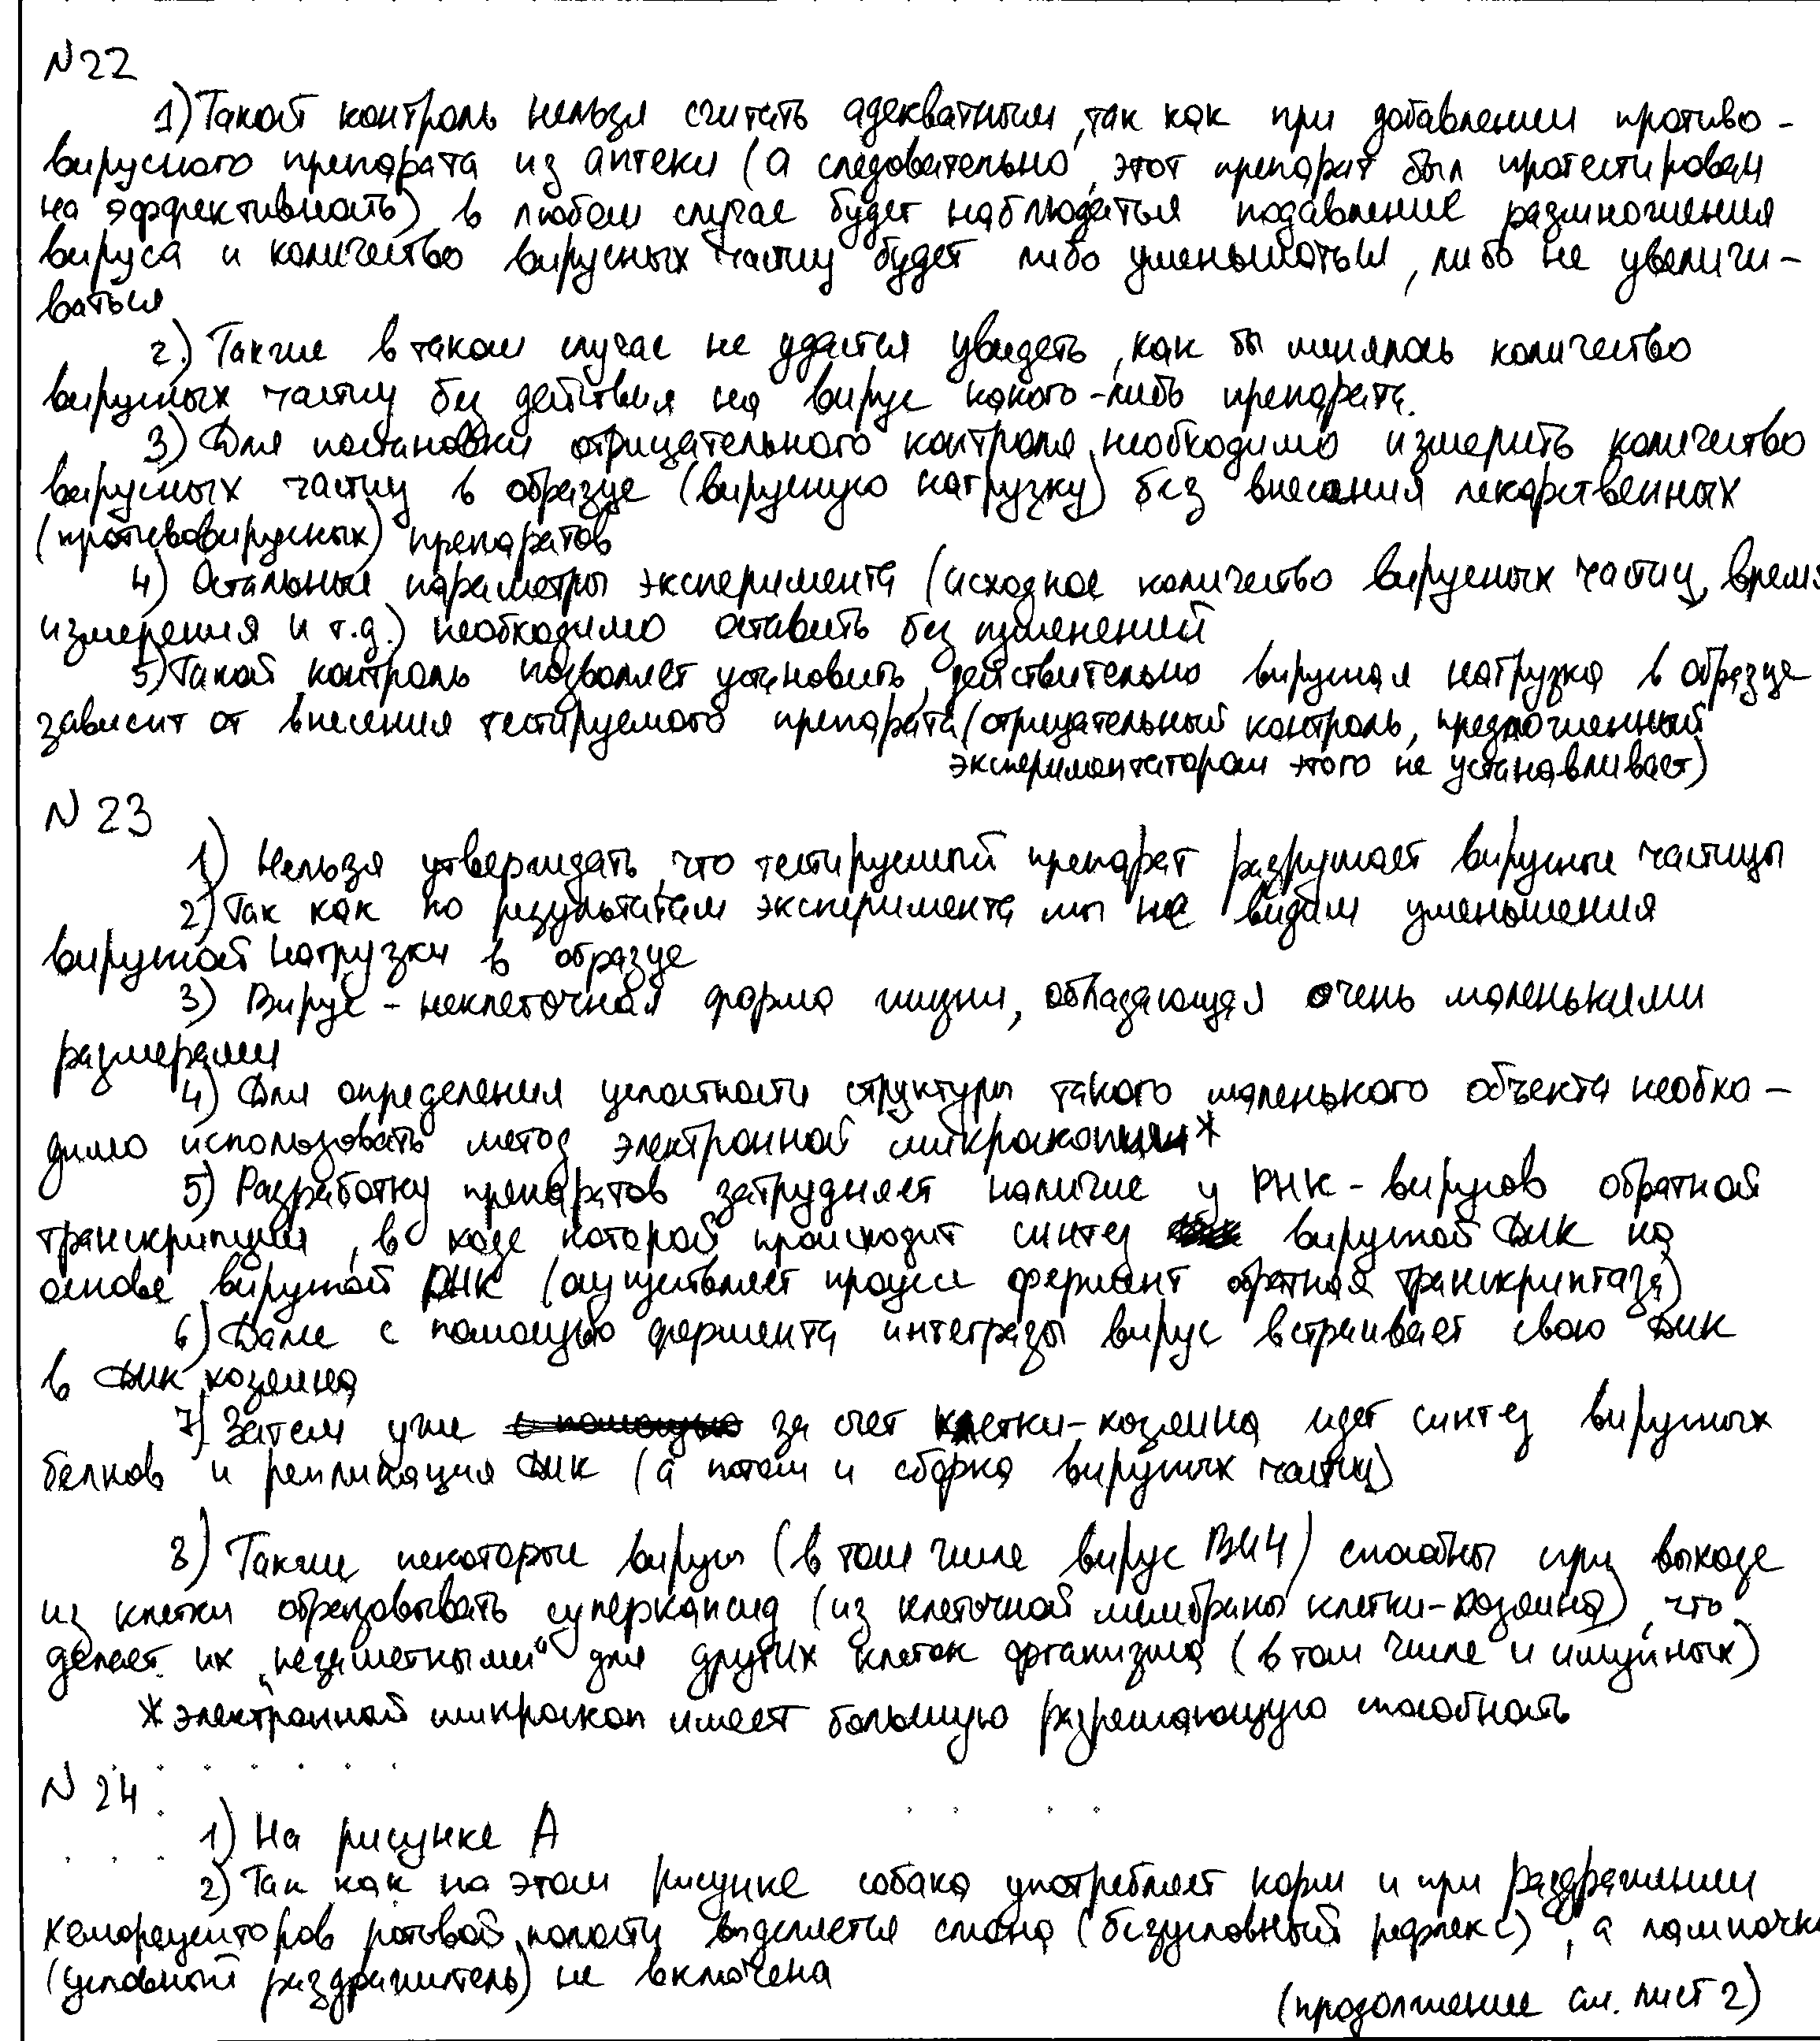 N 22
1) Такой контроль нельзя считать адекватным, так как при добавлении противо-
вирусного препарата из аптеки (а следовательно, этот препарат был протестирован
на эффективность) в любом случае будет наблюдаться подавление размножения
вируса и количество вирусных частиц будет либо уменьшаться, либо не увеличи-
ваться
2) Также в таком случае не удастся увидеть, как бы менялось количество
вирусных частиц без действия на вирус какого-либо препарата.
3) Для постановки отрицательного контроля необходимо измерить количество
вирусных частиц в образце (вирусную нагрузку) без внесения лекарственных
(противовирусных) препаратов
4) Остальные параметры эксперимента (исходное количество вирусных частиц, время
измерения и т.д.) необходимо оставить без изменений
5) Такой контроль позволяет установить, действительно вирусная нагрузка в образце
зависит от внесения тестируемого препарата (отрицательный контроль, предложенный
экспериментатором этого не устанавливает)
N 23
1) Нельзя утверждать, что тестируемый препарат разрушает вирусные частицы
2) Так как по результатам эксперимента мы не видим уменьшения
вирусной нагрузки в образце
3) Вирус - неклеточная форма жизни, обладающая очень маленькими
размерами
4) Для определения целостности структуры такого маленького объекта необхо-
димо использовать метод электронной микроскопии*
5) Разработку препаратов затрудняет наличие у РНК-вирусов обратной
транскрипции, в ходе которой происходит синтез вирусной ДНК на
основе вирусной РНК (осуществляет процесс фермент обратная транскриптаза)
6) Далее с помощью фермента интегразы вирус встраивает свою ДНК
в ДНК хозяина
7) Затем уже с помощью за счет клетки-хозяина идет синтез вирусных
белков и репликация ДНК (а потом и сборка вирусных частиц)
8) Также некоторые вирусы (в том числе вирус ВИЧ) способны при выходе
из клетки образовывать суперкапсид (из клеточной мембраны клетки-хозяина), что
делает их „незаметными“ для других клеток организма (в том числе и имунных)
* электронный микроскоп имеет большую разрешающую способность
N 24
1) На рисунке А
2) Так как на этом рисунке собака употребляет корм и при раздражении
хеморецепторов ротовой полости выделяется слюна (безусловный рефлекс), а лампочка
(условный раздражитель) не включена
(продолжение см. лист 2)